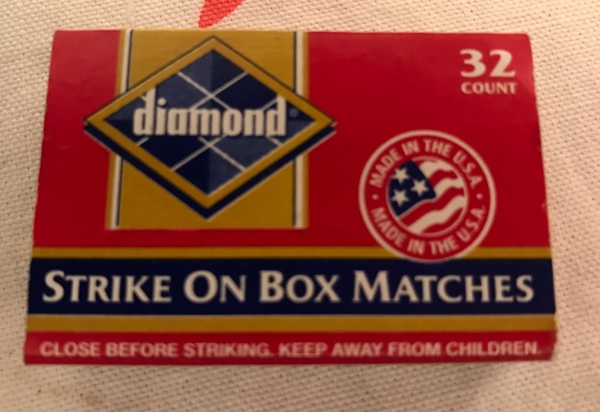 32
COUNT
diamond®
MADE IN THE U.S.A.
MADE IN THE U.S.A.
STRIKE ON BOX MATCHES
CLOSE BEFORE STRIKING. KEEP AWAY FROM CHILDREN.